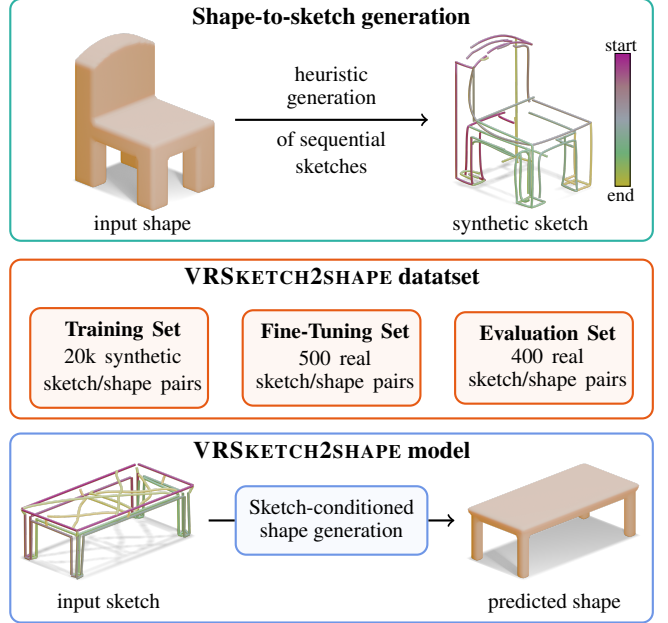 Shape-to-sketch generation
heuristic
generation
of sequential
sketches
start
end
input shape
synthetic sketch
VRSKETCH2SHAPE datatset
Training Set
20k synthetic
sketch/shape pairs
Fine-Tuning Set
500 real
sketch/shape pairs
Evaluation Set
400 real
sketch/shape pairs
VRSKETCH2SHAPE model
Sketch-conditioned
shape generation
input sketch
predicted shape